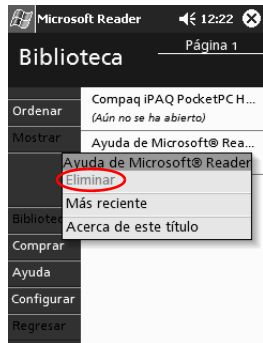 Microsoft Reader 12:22
Biblioteca
Página 1
Ordenar
Mostrar
Compaq iPAQ PocketPC H...
(Aún no se ha abierto)
Ayuda de Microsoft® Rea...
Ayuda de Microsoft® Reader
Eliminar
Más reciente
Acerca de este título
Comprar
Ayuda
Configurar
Regresar